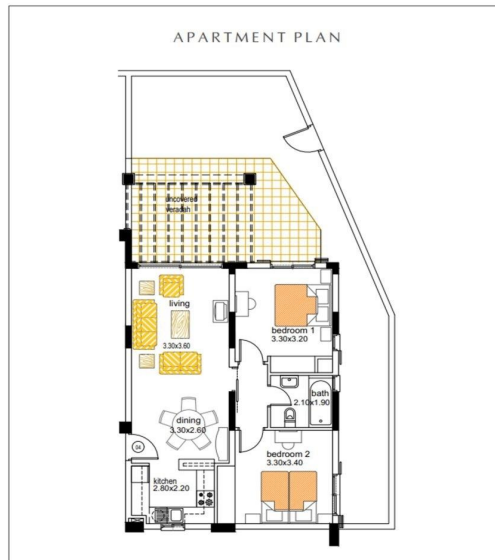 APARTMENT PLAN
uncovered
veradah
living
3.30x3.60
bedroom 1
3.30x3.20
bath
2.10x1.90
dining
3.30x2.60
04
bedroom 2
3.30x3.40
kitchen
2.80x2.20